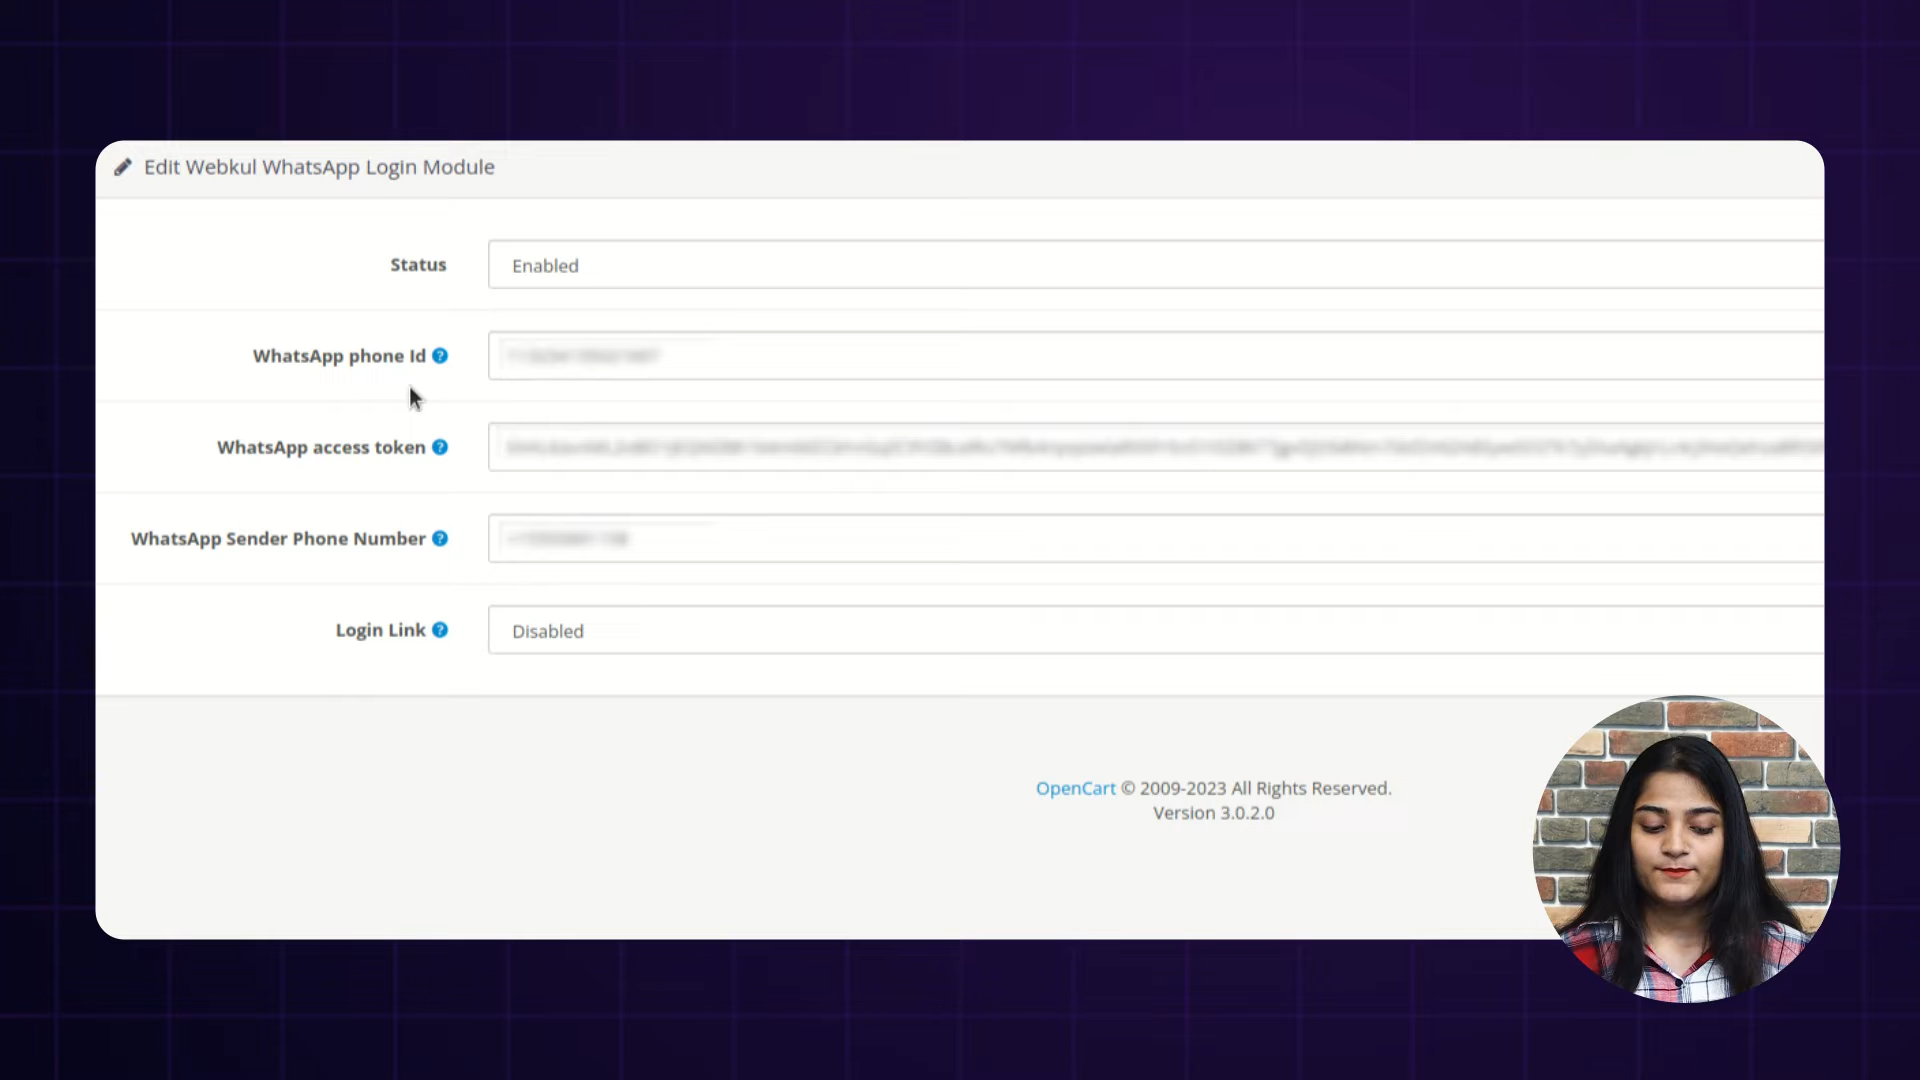 Edit Webkul WhatsApp Login Module
Status
Enabled
WhatsApp phone Id
WhatsApp access token
WhatsApp Sender Phone Number
Login Link
Disabled
OpenCart © 2009-2023 All Rights Reserved.
Version 3.0.2.0